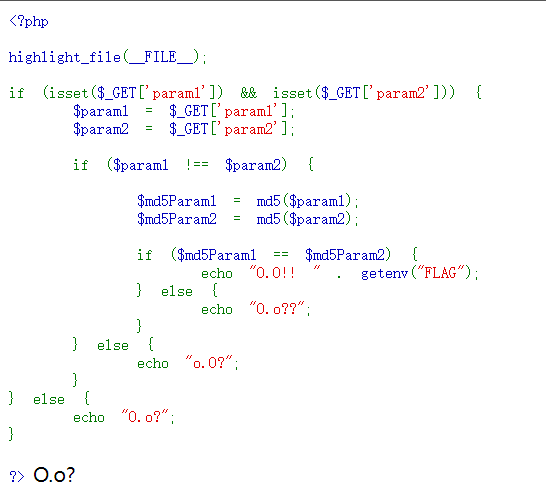 <?php
highlight_file(__FILE__);
if (isset($_GET['param1']) && isset($_GET['param2'])) {
$param1 = $_GET['param1'];
$param2 = $_GET['param2'];
if ($param1 !== $param2) {
$md5Param1 = md5($param1);
$md5Param2 = md5($param2);
if ($md5Param1 == $md5Param2) {
echo "O.O!! " . getenv("FLAG");
} else {
echo "O.o??";
}
} else {
echo "o.O?";
}
} else {
echo "O.o?";
}
?> O.o?